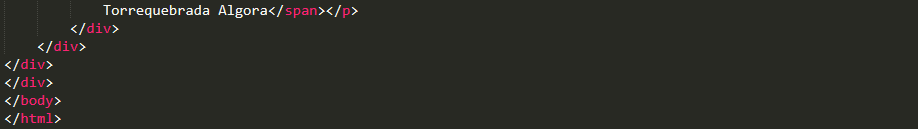 Torrequebrada Algora</span></p>
</div>
</div>
</div>
</div>
</body>
</html>